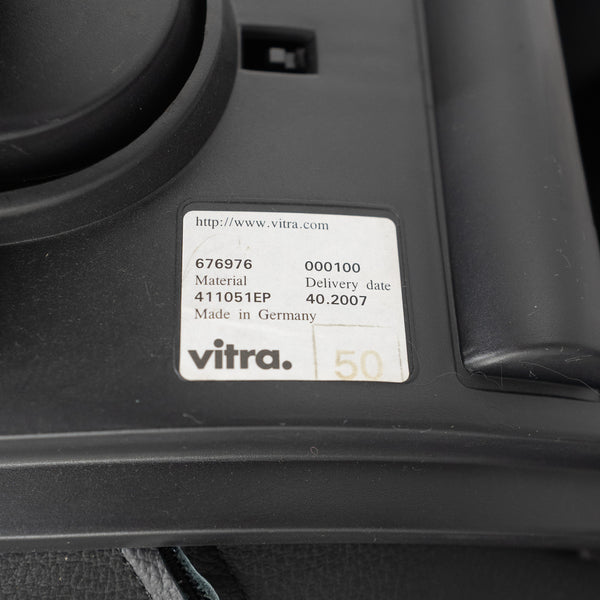 http://www.vitra.com
676976 000100
Material Delivery date
411051EP 40.2007
Made in Germany
vitra. 50